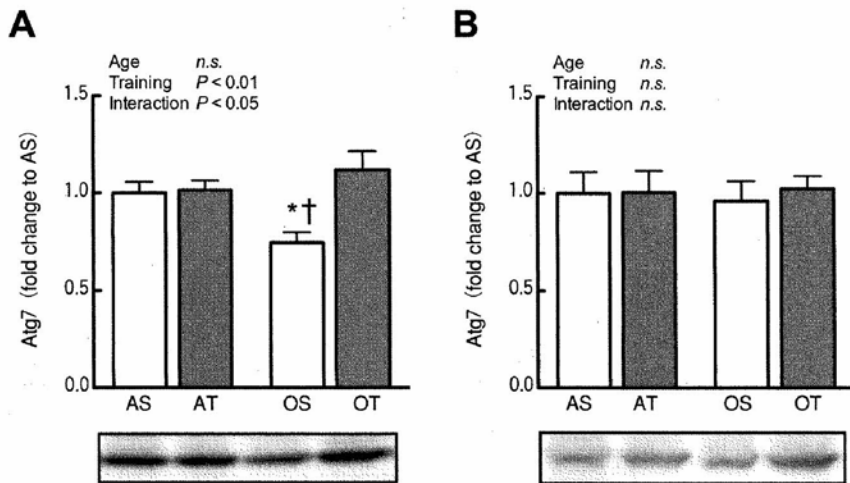 A
Age n.s.
Training P < 0.01
Interaction P < 0.05
Atg7 (fold change to AS)
1.5
1.0
0.5
0.0
*†
AS AT OS OT
B
Age n.s.
Training n.s.
Interaction n.s.
Atg7 (fold change to AS)
1.5
1.0
0.5
0.0
AS AT OS OT